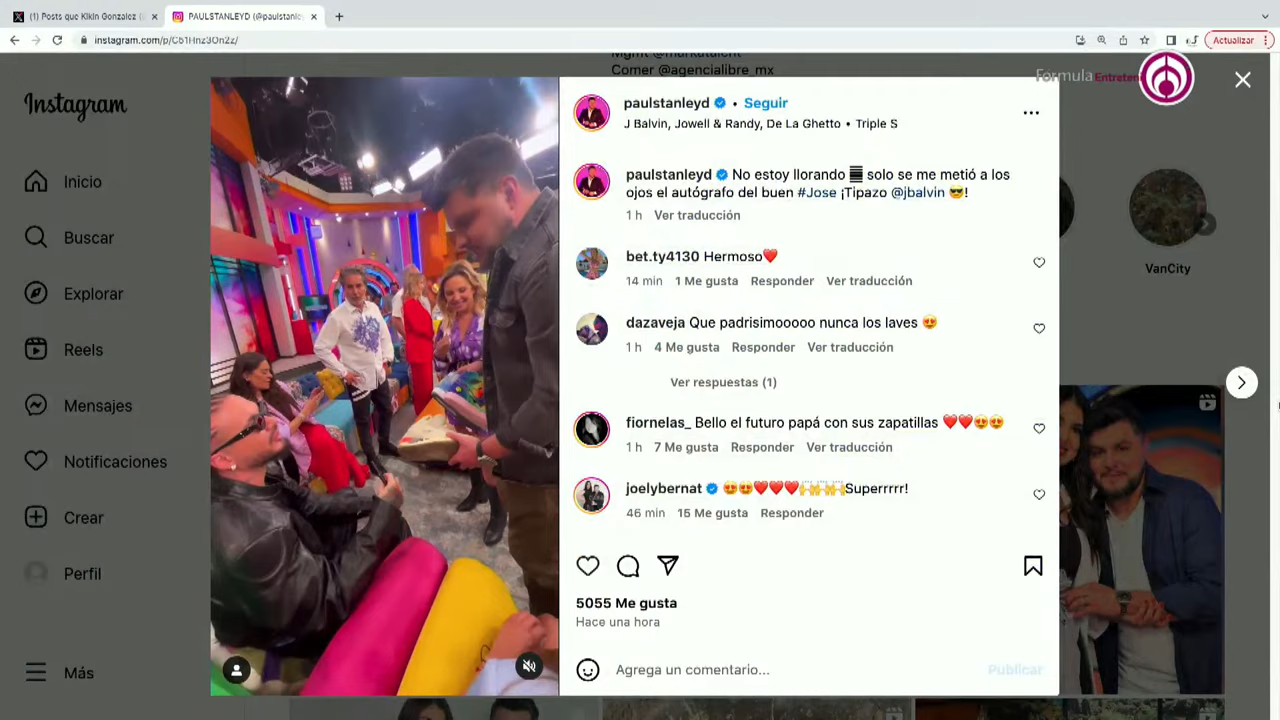 (1) Posts que Kikin Gonzalez (
PAULSTANLEYD (@paulstanle
instagram.com/p/C61Hnz3On2z/
Actualizar
Comer @agencialibre_mx
Fórmula Entreten
Instagram
Inicio
Buscar
Explorar
Reels
Mensajes
Notificaciones
Crear
Perfil
Más
paulstanleyd • Seguir
J Balvin, Jowell & Randy, De La Ghetto • Triple S
paulstanleyd No estoy llorando solo se me metió a los
ojos el autógrafo del buen #Jose ¡Tipazo @jbalvin 😎!
1 h Ver traducción
bet.ty4130 Hermoso❤️
14 min 1 Me gusta Responder Ver traducción
dazaveja Que padrisimooooo nunca los laves 😍
1 h 4 Me gusta Responder Ver traducción
Ver respuestas (1)
fiornelas_ Bello el futuro papá con sus zapatillas ❤️❤️😍😍
1 h 7 Me gusta Responder Ver traducción
joelybernat 😍😍❤️❤️❤️🙌🙌🙌Superrrrr!
46 min 15 Me gusta Responder
5055 Me gusta
Hace una hora
Agrega un comentario...
Publicar
VanCity